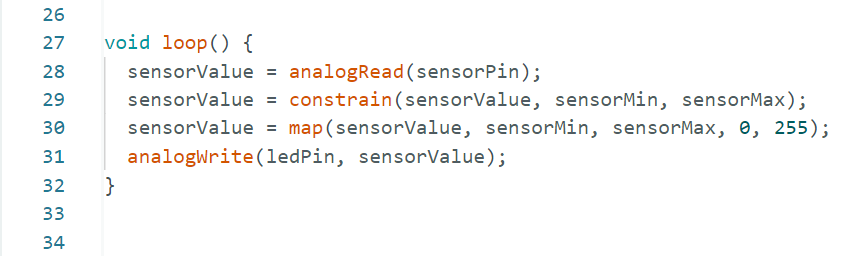 26
27 void loop() {
28 sensorValue = analogRead(sensorPin);
29 sensorValue = constrain(sensorValue, sensorMin, sensorMax);
30 sensorValue = map(sensorValue, sensorMin, sensorMax, 0, 255);
31 analogWrite(ledPin, sensorValue);
32 }
33
34